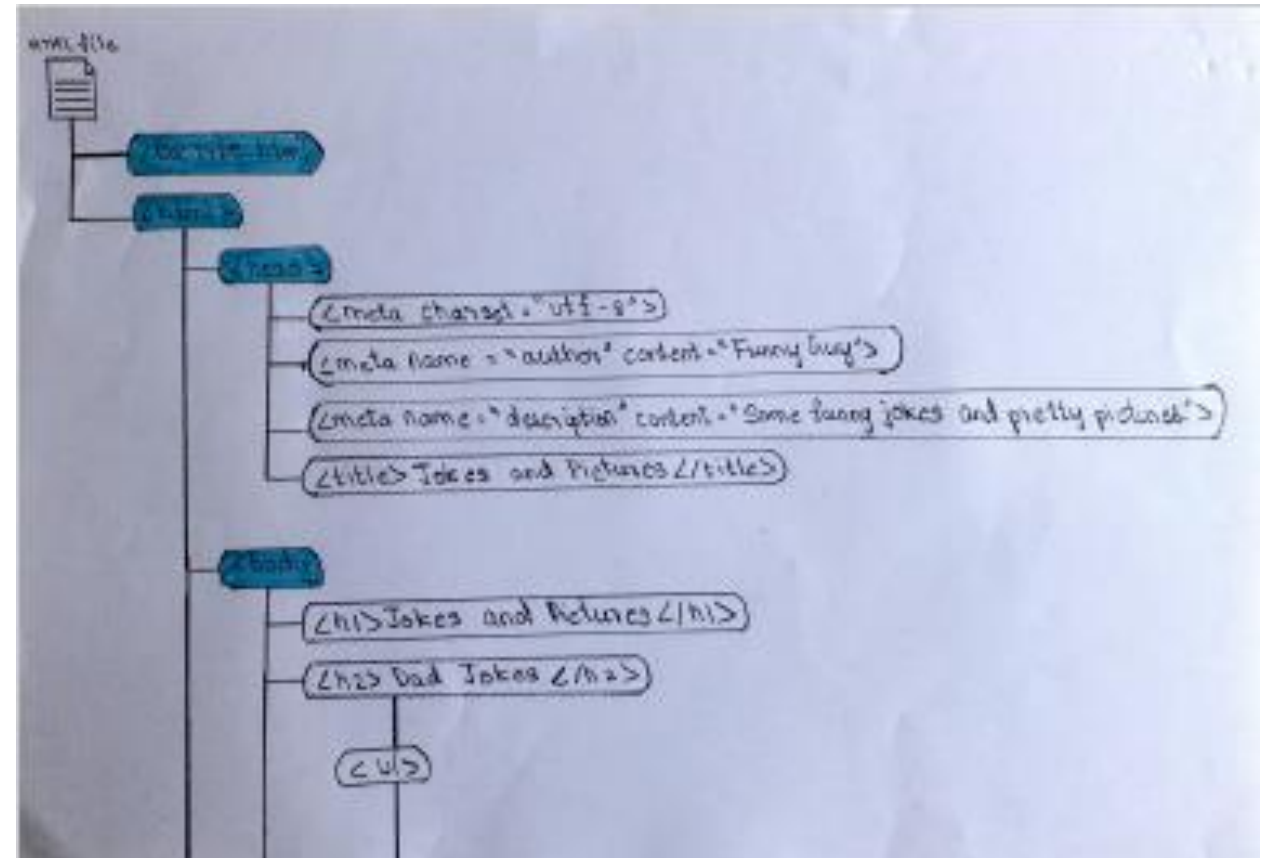 HTML file
<html>
<head>
<meta charset="utf-8">
<meta name="author" content="Funny Guy">
<meta name="description" content="Some funny jokes and pretty pictures">
<title>Jokes and Pictures</title>
<body
<h1>Jokes and Pictures</h1>
<h2>Dad Jokes</h2>
<ul>